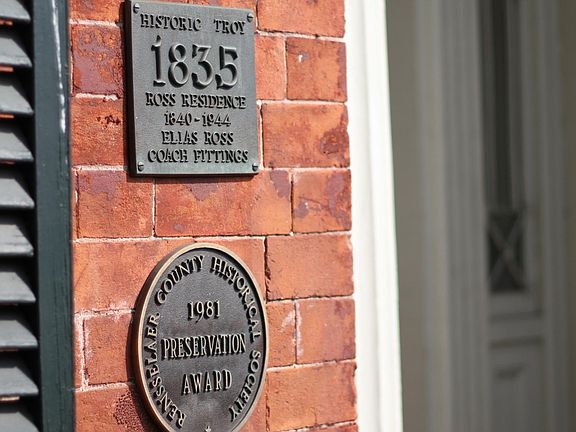 HISTORIC TROY
1835
ROSS RESIDENCE
1840-1944
ELIAS ROSS
COACH FITTINGS
RENSSELAER COUNTY HISTORICAL SOCIETY
1981
PRESERVATION
AWARD